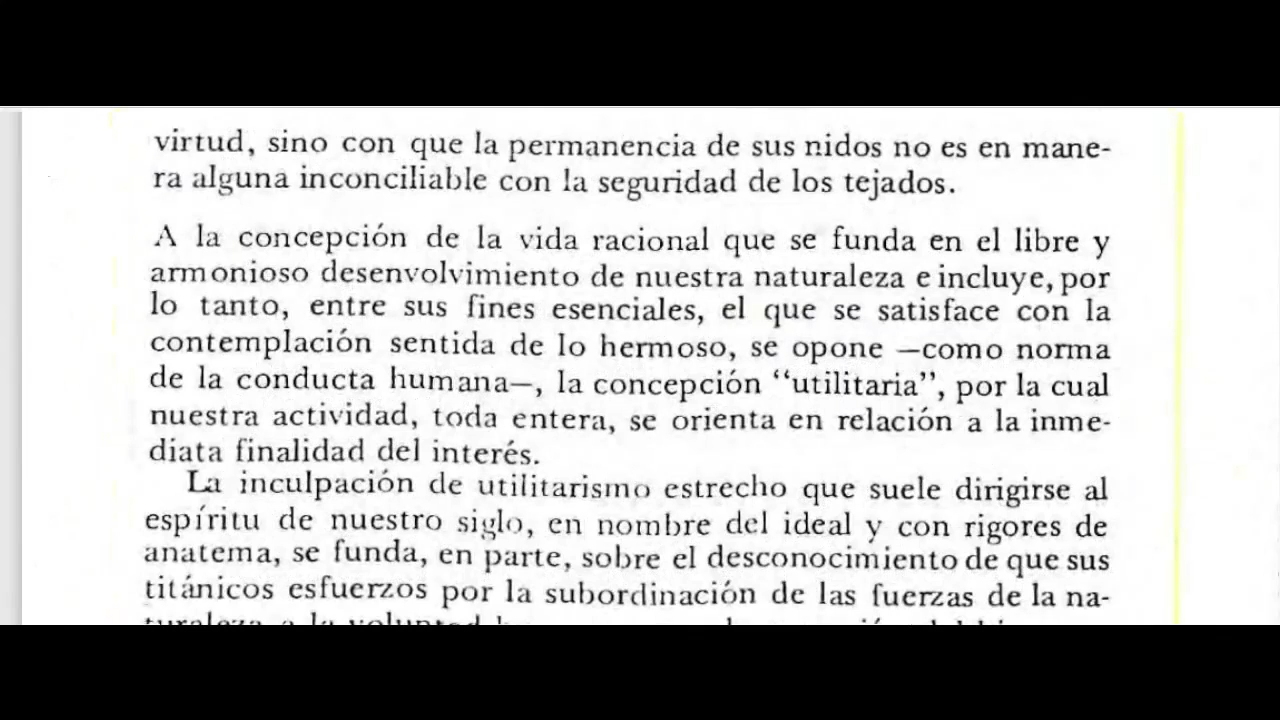 virtud, sino con que la permanencia de sus nidos no es en mane-
ra alguna inconciliable con la seguridad de los tejados.
A la concepción de la vida racional que se funda en el libre y
armonioso desenvolvimiento de nuestra naturaleza e incluye, por
lo tanto, entre sus fines esenciales, el que se satisface con la
contemplación sentida de lo hermoso, se opone —como norma
de la conducta humana—, la concepción “utilitaria”, por la cual
nuestra actividad, toda entera, se orienta en relación a la inme-
diata finalidad del interés.
La inculpación de utilitarismo estrecho que suele dirigirse al
espíritu de nuestro siglo, en nombre del ideal y con rigores de
anatema, se funda, en parte, sobre el desconocimiento de que sus
titánicos esfuerzos por la subordinación de las fuerzas de la na-
turaleza a la voluntad